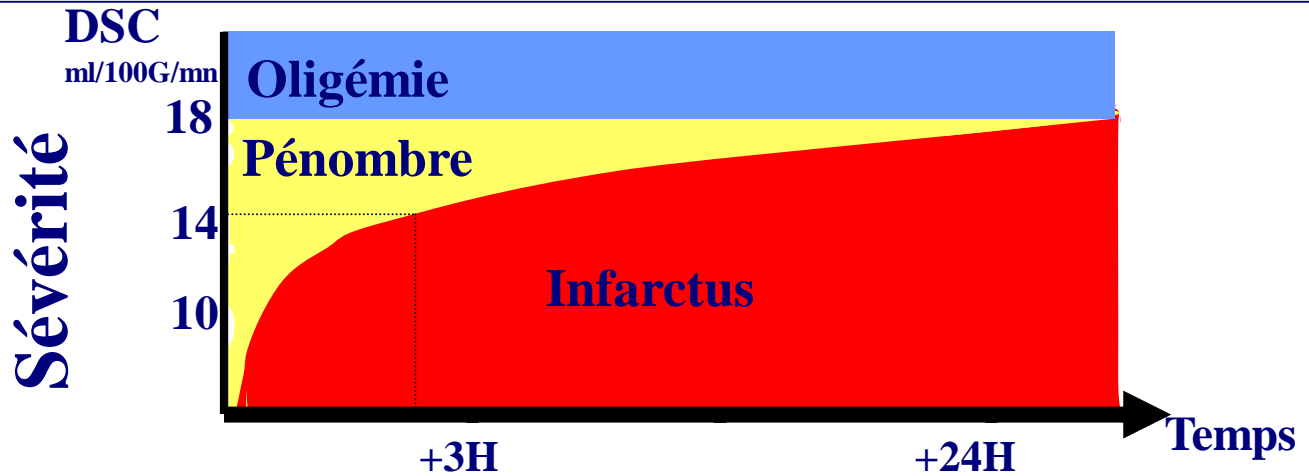 DSC
ml/100G/mn
Oligémie
18
Pénombre
Sévérité
14
Infarctus
10
Temps
+3H
+24H